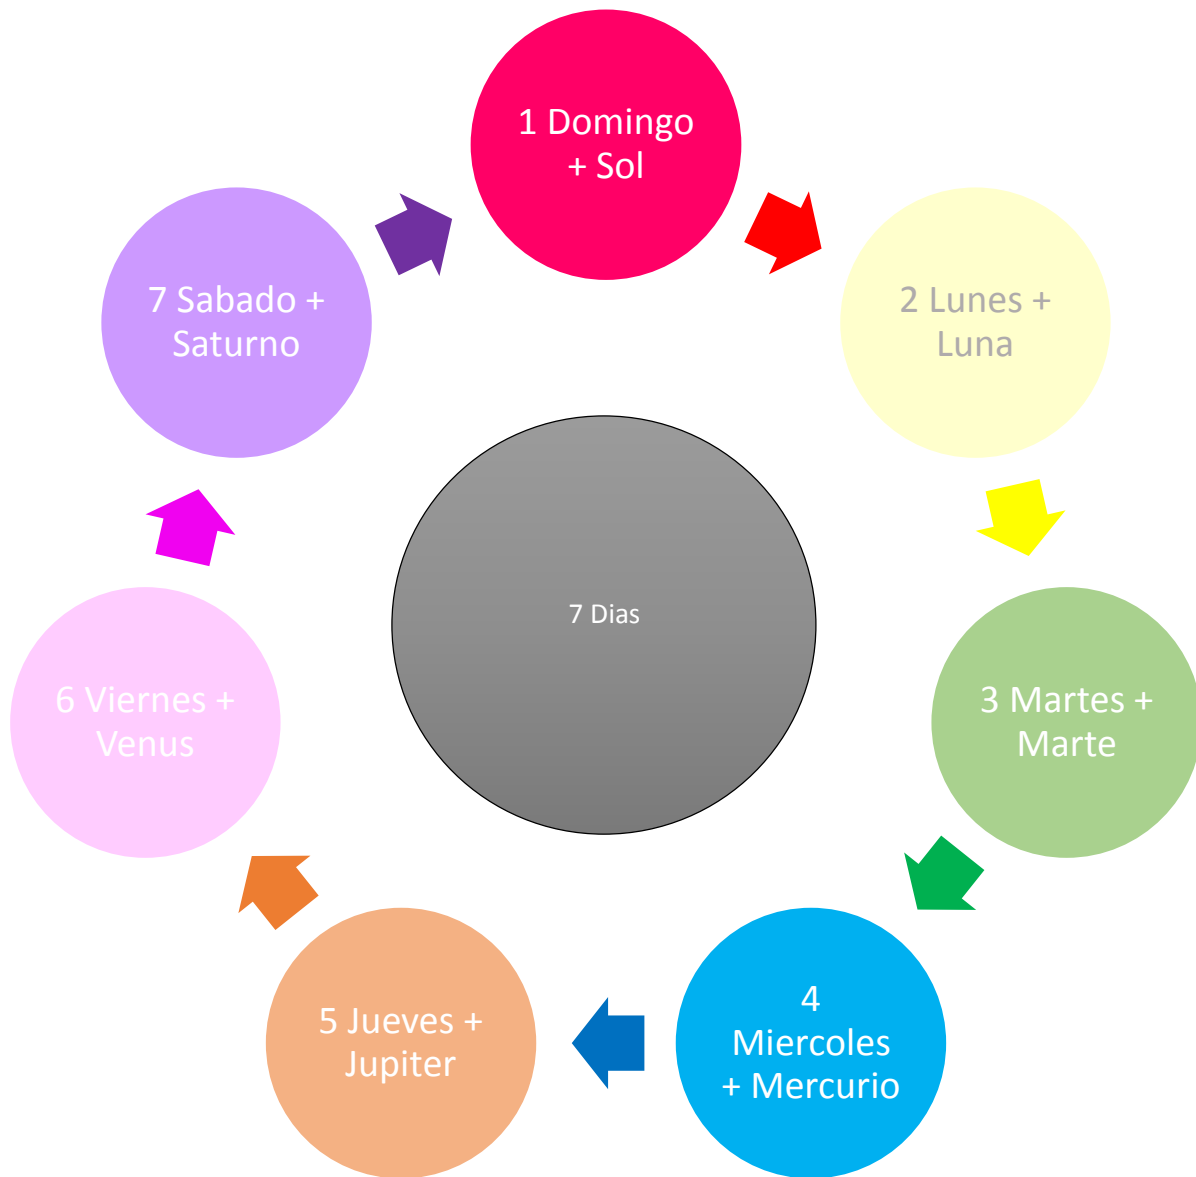 1 Domingo
+ Sol
2 Lunes +
Luna
3 Martes +
Marte
4
Miercoles
+ Mercurio
5 Jueves +
Jupiter
6 Viernes +
Venus
7 Sabado +
Saturno
7 Dias